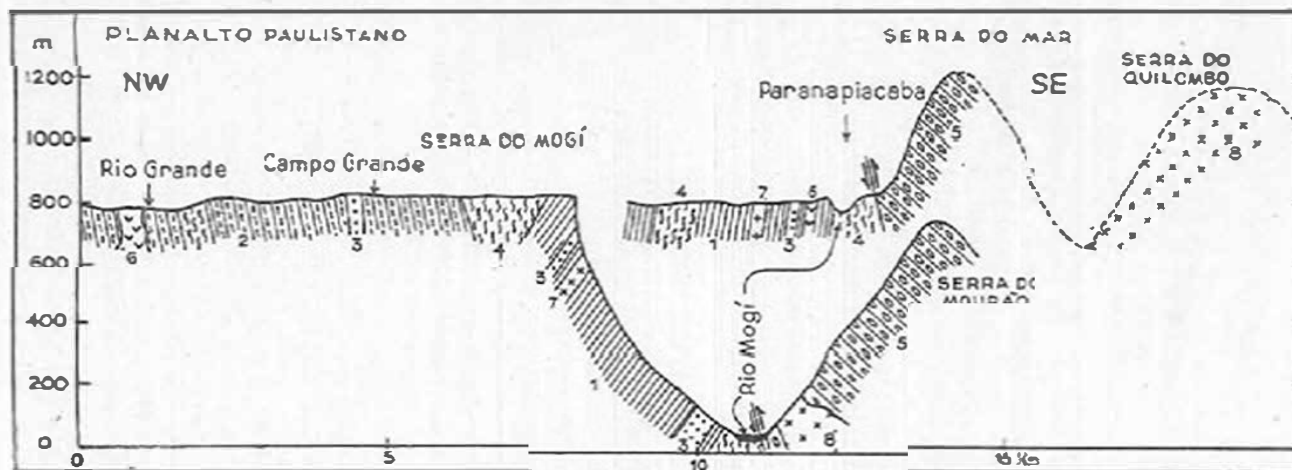 m
PLANALTO PAULISTANO
SERRA DO MAR
1200
NW
Paranapiacaba
SE
SERRA DO
QUILOMBO
1000
SERRA DO MOGÍ
Rio Grande
Campo Grande
5
8
800
4
7
6
6
2
3
4
1
3
4
600
3
7
SERRA DO
MOURÃO
400
Rio Mogí
5
200
1
0
3
8
0
5
10
15 Km